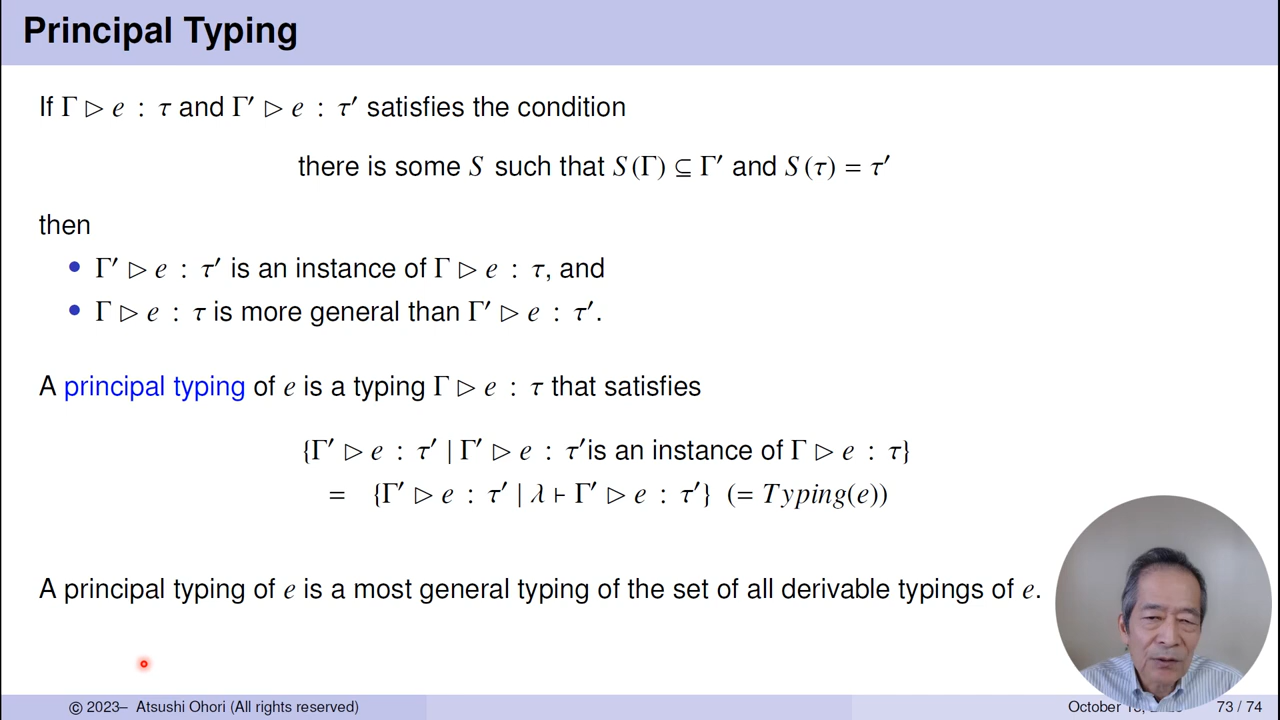 Principal Typing
If Γ ▷ e : τ and Γ′ ▷ e : τ′ satisfies the condition
there is some S such that S(Γ) ⊆ Γ′ and S(τ) = τ′
then
• Γ′ ▷ e : τ′ is an instance of Γ ▷ e : τ, and
• Γ ▷ e : τ is more general than Γ′ ▷ e : τ′.
A principal typing of e is a typing Γ ▷ e : τ that satisfies
{Γ′ ▷ e : τ′ | Γ′ ▷ e : τ′is an instance of Γ ▷ e : τ}
= {Γ′ ▷ e : τ′ | λ ⊢ Γ′ ▷ e : τ′} (= Typing(e))
A principal typing of e is a most general typing of the set of all derivable typings of e.
© 2023– Atsushi Ohori (All rights reserved)
October 73 / 74